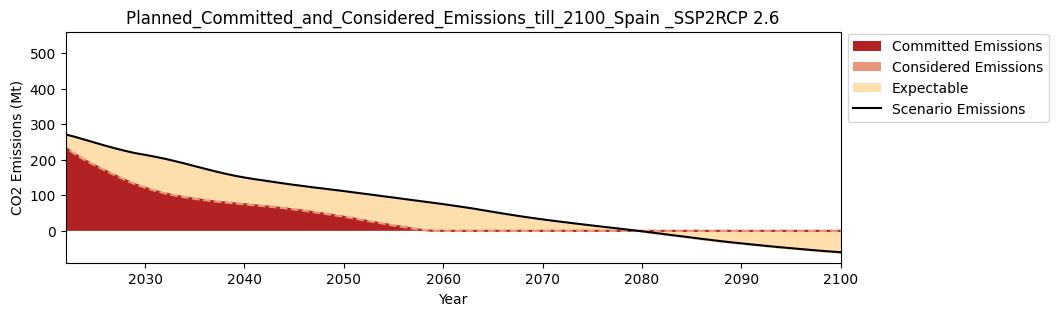 Planned_Committed_and_Considered_Emissions_till_2100_Spain _SSP2RCP 2.6
CO2 Emissions (Mt)
500
400
300
200
100
0
2030 2040 2050 2060 2070 2080 2090 2100
Year
Committed Emissions
Considered Emissions
Expectable
Scenario Emissions